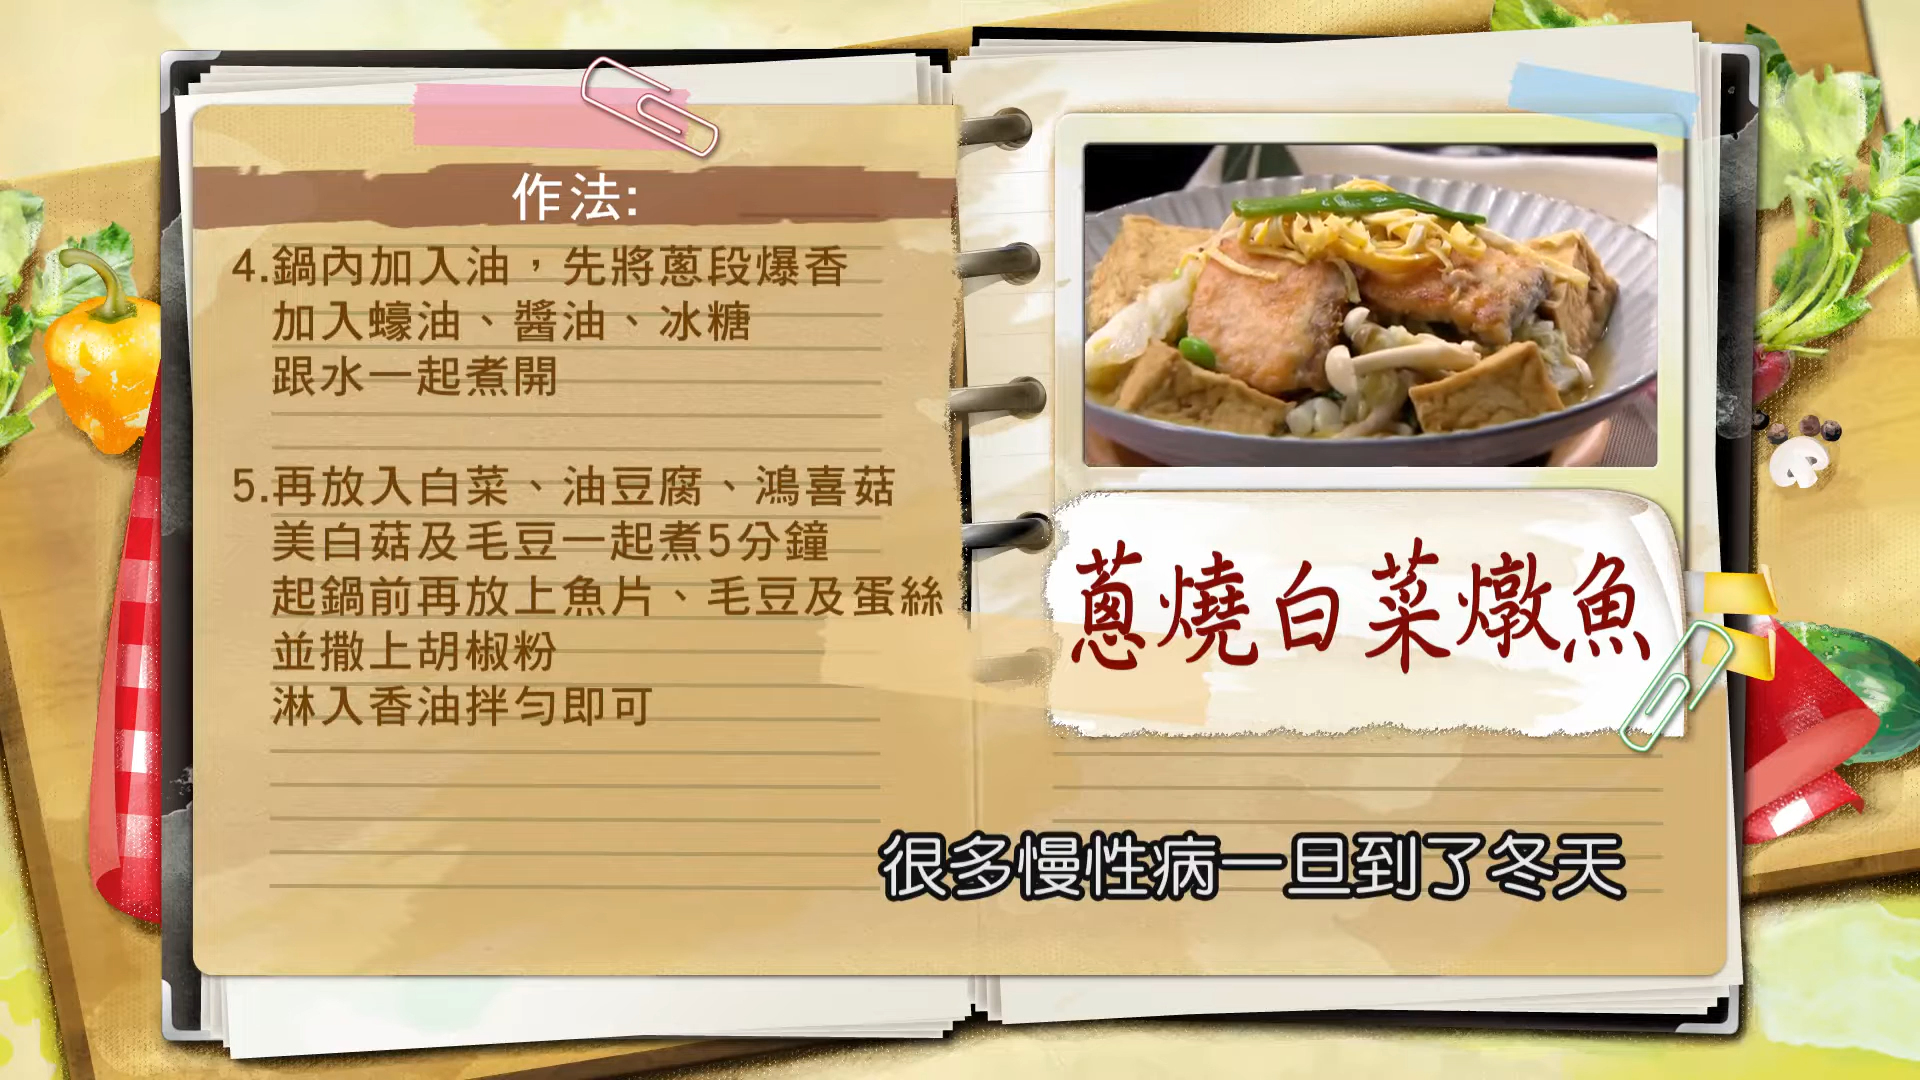 作法:
4.鍋內加入油，先將蔥段爆香
加入蠔油、醬油、冰糖
跟水一起煮開
5.再放入白菜、油豆腐、鴻喜菇
美白菇及毛豆一起煮5分鐘
起鍋前再放上魚片、毛豆及蛋絲
並撒上胡椒粉
淋入香油拌勻即可
蔥燒白菜燉魚
很多慢性病一旦到了冬天